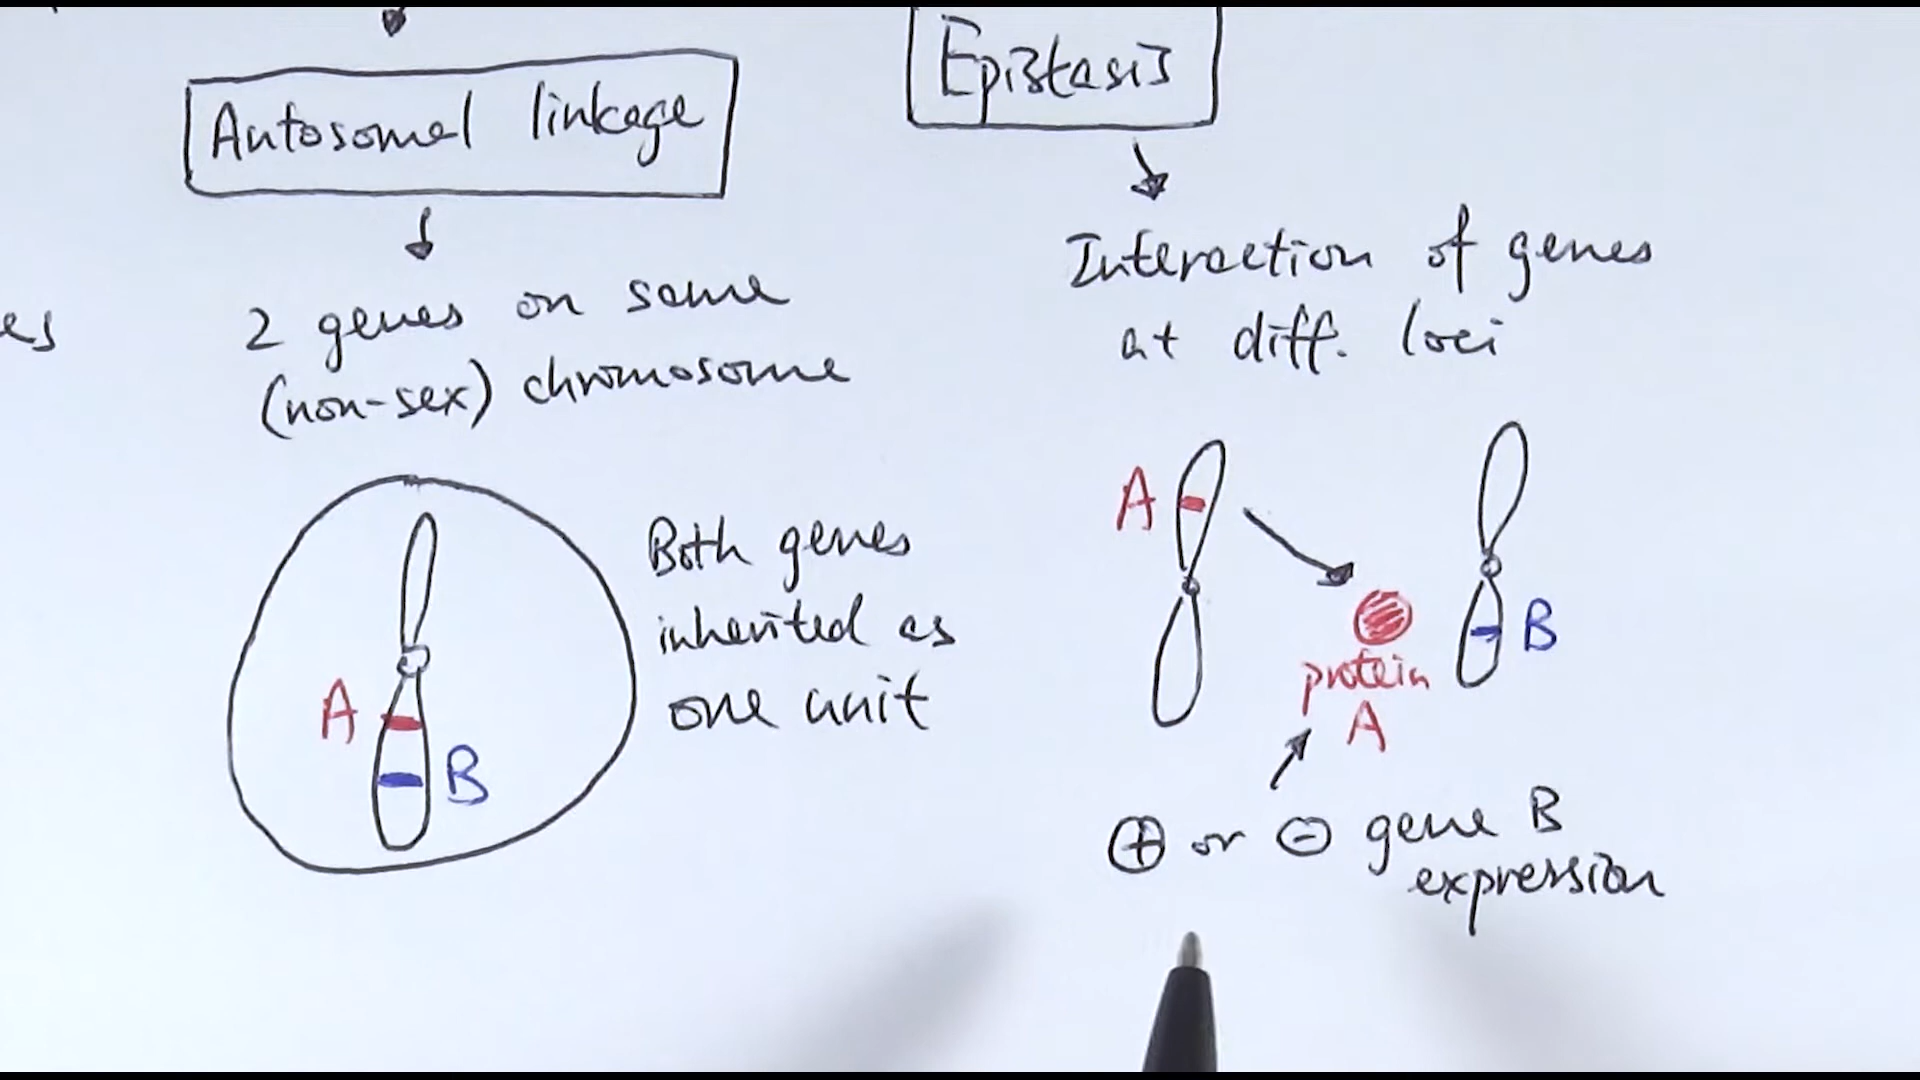 Autosomal linkage
2 genes on same
(non-sex) chromosome
Both genes
inherited as
one unit
A
B
Epistasis
Interaction of genes
at diff. loci
A
B
protein
A
⊕ or ⊖ gene B
expression
es